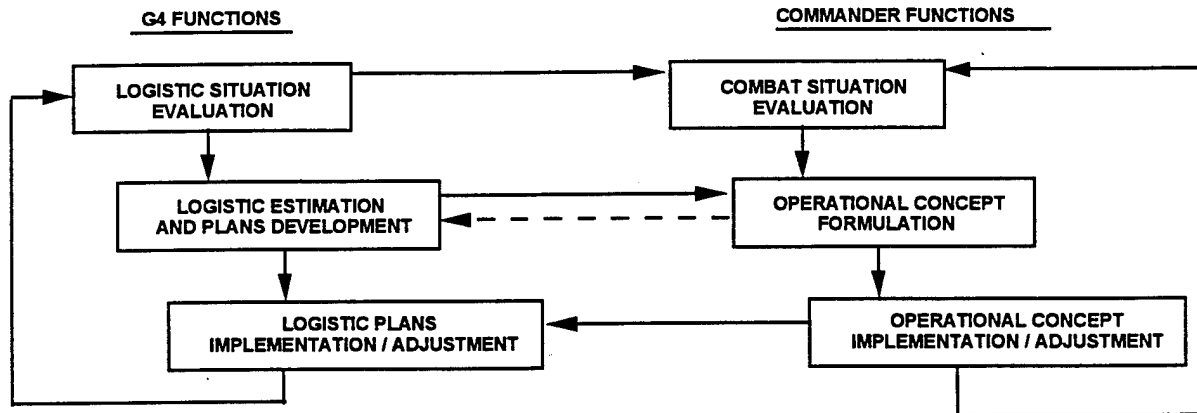 G4 FUNCTIONS
COMMANDER FUNCTIONS
LOGISTIC SITUATION
EVALUATION
COMBAT SITUATION
EVALUATION
LOGISTIC ESTIMATION
AND PLANS DEVELOPMENT
OPERATIONAL CONCEPT
FORMULATION
LOGISTIC PLANS
IMPLEMENTATION / ADJUSTMENT
OPERATIONAL CONCEPT
IMPLEMENTATION / ADJUSTMENT